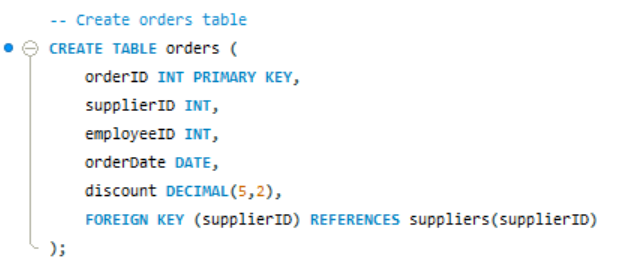 -- Create orders table
CREATE TABLE orders (
orderID INT PRIMARY KEY,
supplierID INT,
employeeID INT,
orderDate DATE,
discount DECIMAL(5,2),
FOREIGN KEY (supplierID) REFERENCES suppliers(supplierID)
);